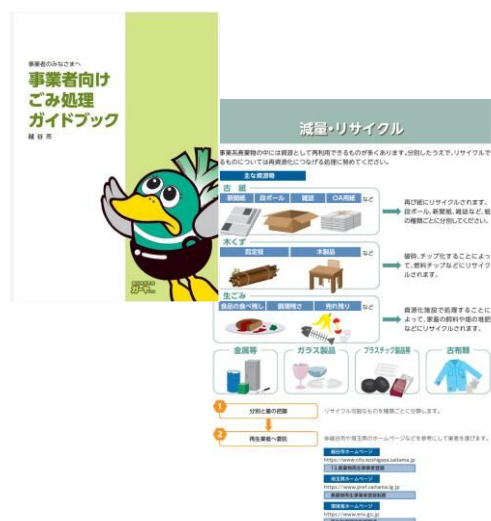 事業者のみなさまへ
事業者向け
ごみ処理
ガイドブック
越谷市
減量・リサイクル
事業系廃棄物の中には資源として再利用できるものが多くあります。分別したうえで、リサイクルで
きるものについては再資源化につなげる処理に努めてください。
主な資源物
古紙
新聞紙 段ボール 雑誌 OA用紙 など
再び紙にリサイクルされます。
段ボール、新聞紙、雑誌など、紙
の種類ごとに分別してください。
木くず
剪定枝 木製品 など
破砕、チップ化することによっ
て、燃料チップなどにリサイク
ルされます。
生ごみ
食品の食べ残し 調理残さ 売れ残り など
資源化施設で処理することに
よって、家畜の飼料や畑の堆肥
などにリサイクルされます。
金属等 ガラス製品 プラスチック製品等 古布類
1 分別と量の把握 リサイクル可能なものを種類ごとに分類します。
2 再生業者へ委託 ※越谷市や埼玉県のホームページなどを参考にして業者を選びます。
越谷市ホームページ
https://www.city.koshigaya.saitama.jp
埼玉県ホームページ
https://www.pref.saitama.lg.jp
環境省ホームページ
https://www.env.go.jp